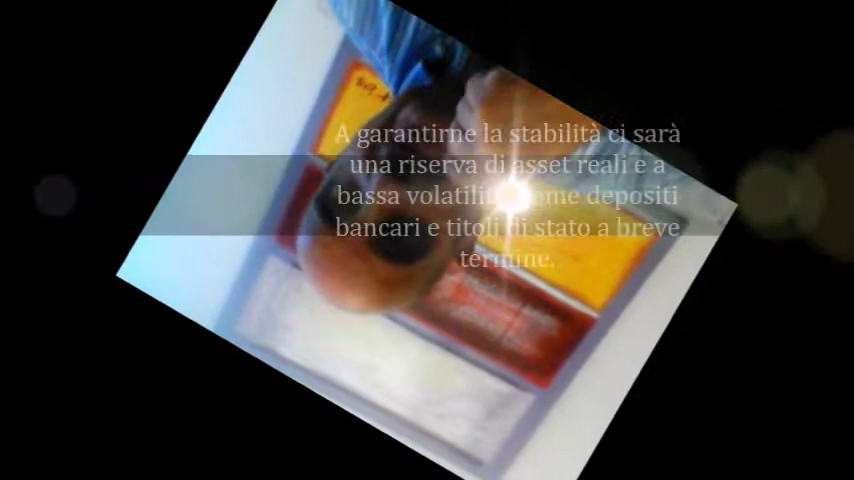 A garantirne la stabilità ci sarà
una riserva di asset reali e a
bassa volatilità come depositi
bancari e titoli di stato a breve
termine.